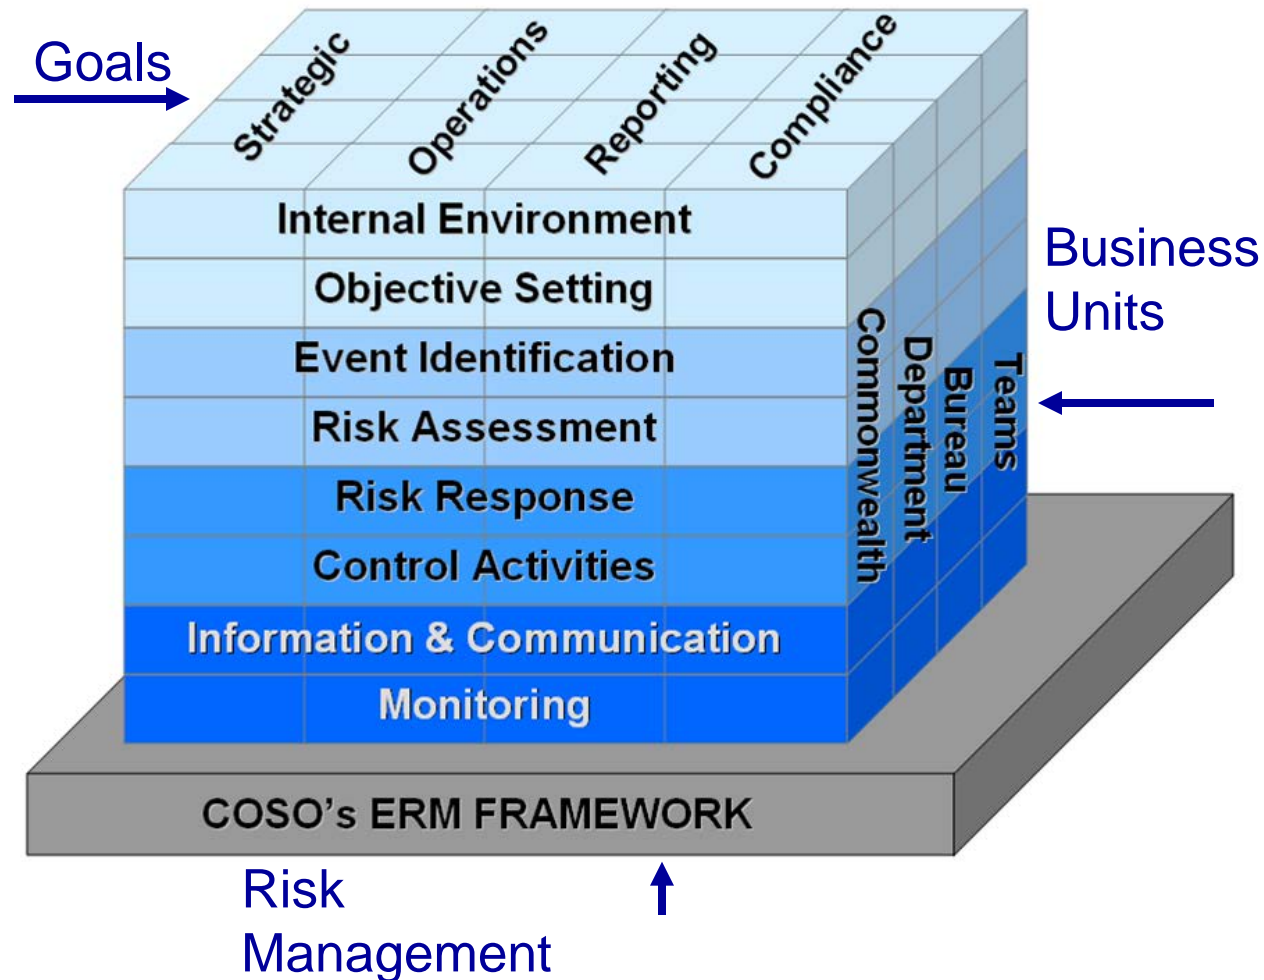 Goals
Strategic
Operations
Reporting
Compliance
Internal Environment
Objective Setting
Event Identification
Risk Assessment
Risk Response
Control Activities
Information & Communication
Monitoring
Commonwealth
Department
Bureau
Teams
Business
Units
COSO's ERM FRAMEWORK
Risk
Management